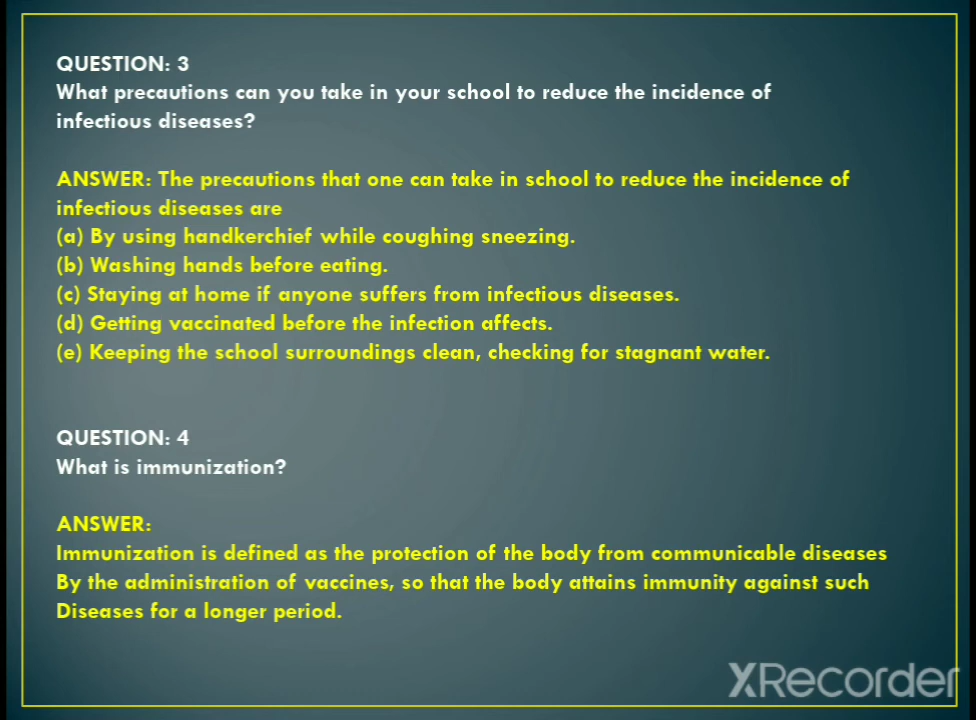 QUESTION: 3
What precautions can you take in your school to reduce the incidence of
infectious diseases?
ANSWER: The precautions that one can take in school to reduce the incidence of
infectious diseases are
(a) By using handkerchief while coughing sneezing.
(b) Washing hands before eating.
(c) Staying at home if anyone suffers from infectious diseases.
(d) Getting vaccinated before the infection affects.
(e) Keeping the school surroundings clean, checking for stagnant water.
QUESTION: 4
What is immunization?
ANSWER:
Immunization is defined as the protection of the body from communicable diseases
By the administration of vaccines, so that the body attains immunity against such
Diseases for a longer period.
XRecorder